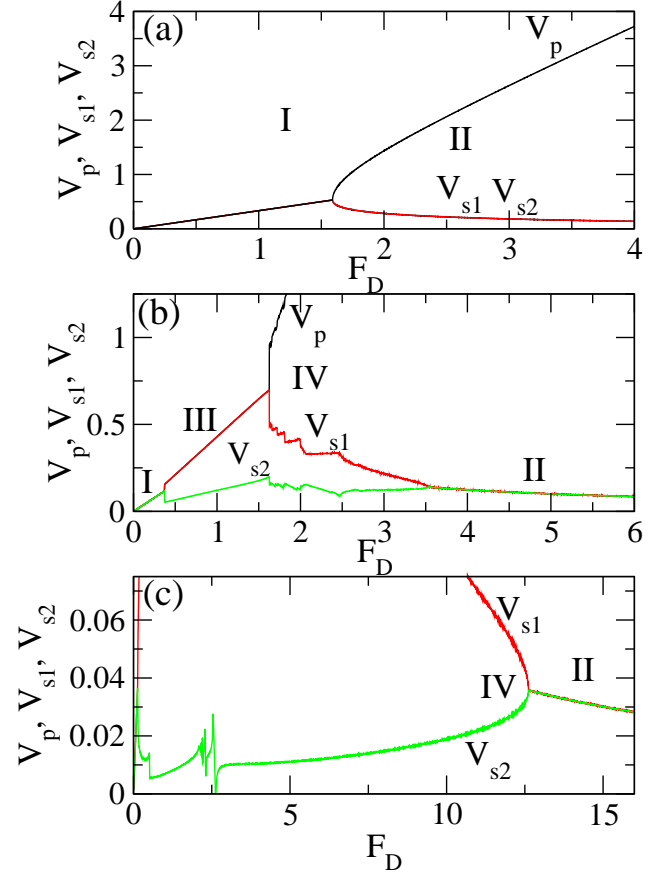 (a)
4
3
2
1
0
V_p, V_s1, V_s2
I
II
V_p
V_s1 V_s2
0 1 2 3 4
F_D
(b)
1
0.5
0
V_p, V_s1, V_s2
I
III
IV
II
V_p
V_s1
V_s2
0 1 2 3 4 5 6
F_D
(c)
0.06
0.04
0.02
0
V_p, V_s1, V_s2
V_s1
IV
II
V_s2
0 5 10 15
F_D